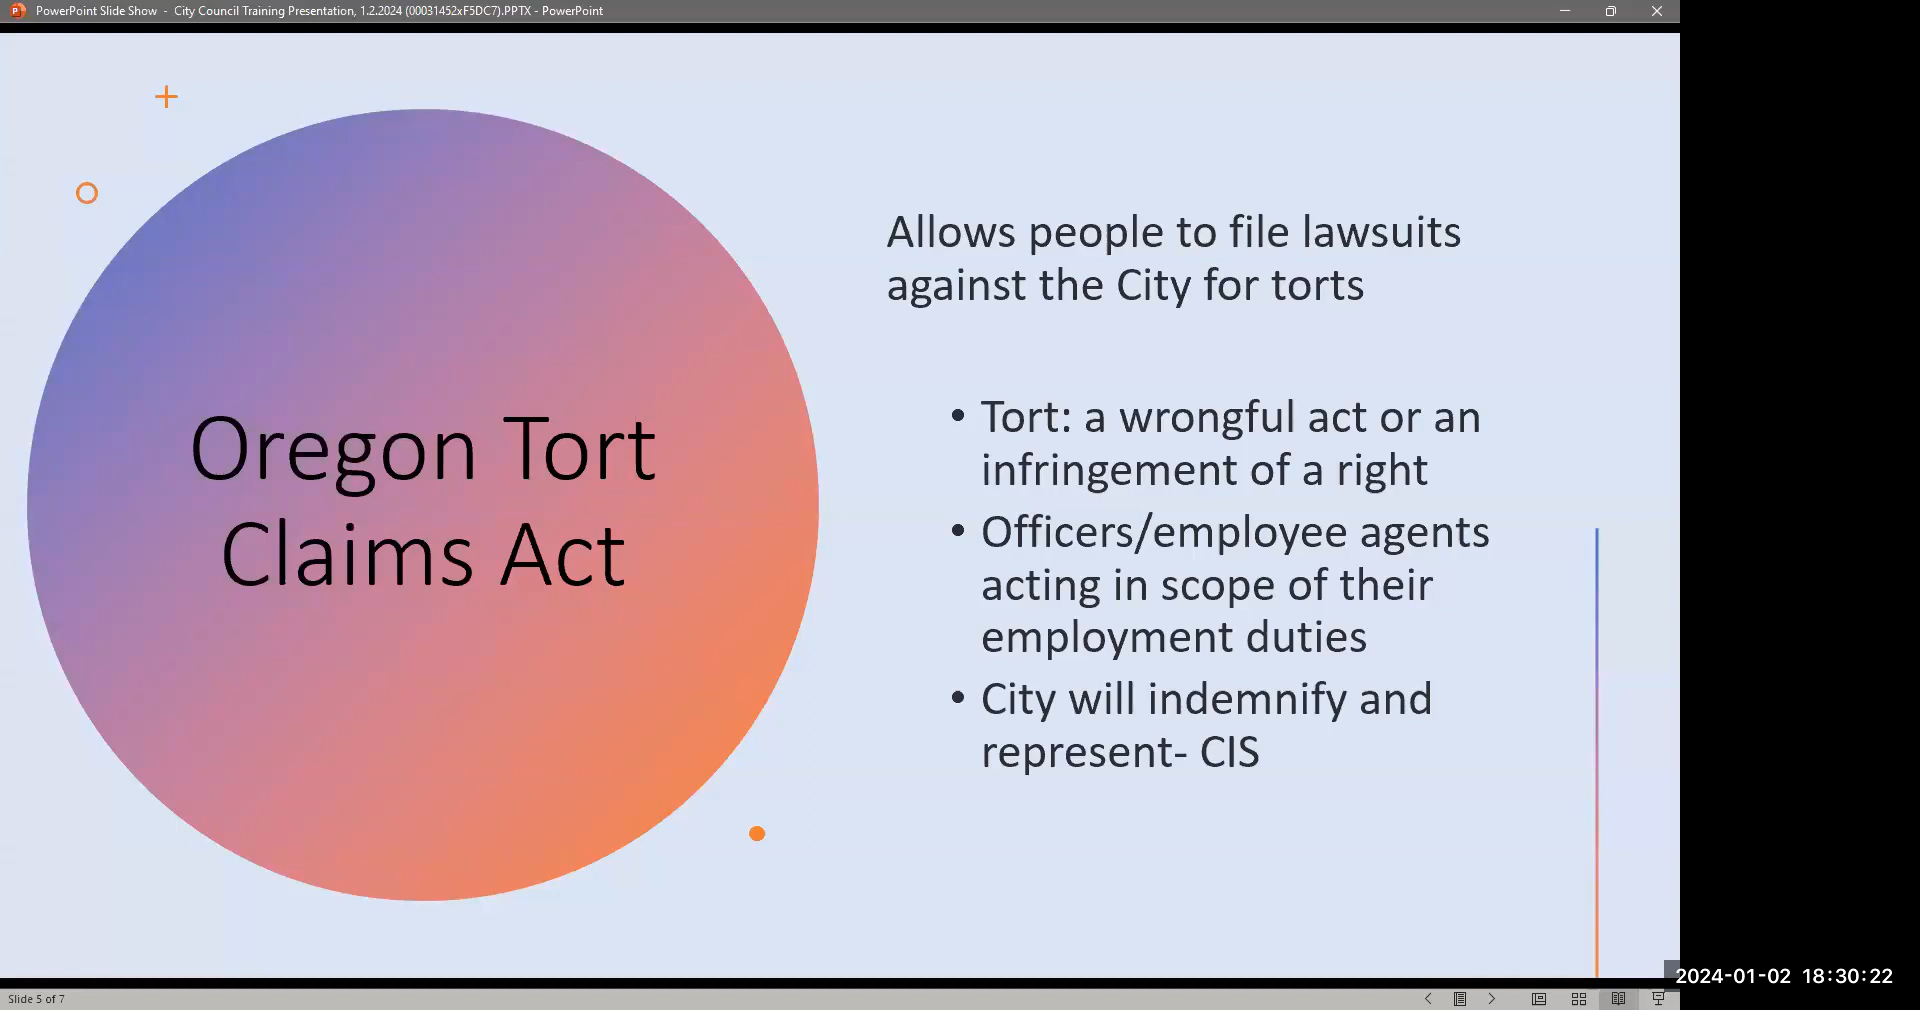 PowerPoint Slide Show - City Council Training Presentation, 1.2.2024 (00031452xF5DC7).PPTX - PowerPoint
Oregon Tort
Claims Act
Allows people to file lawsuits
against the City for torts
• Tort: a wrongful act or an
infringement of a right
• Officers/employee agents
acting in scope of their
employment duties
• City will indemnify and
represent- CIS
2024-01-02 18:30:22
Slide 5 of 7